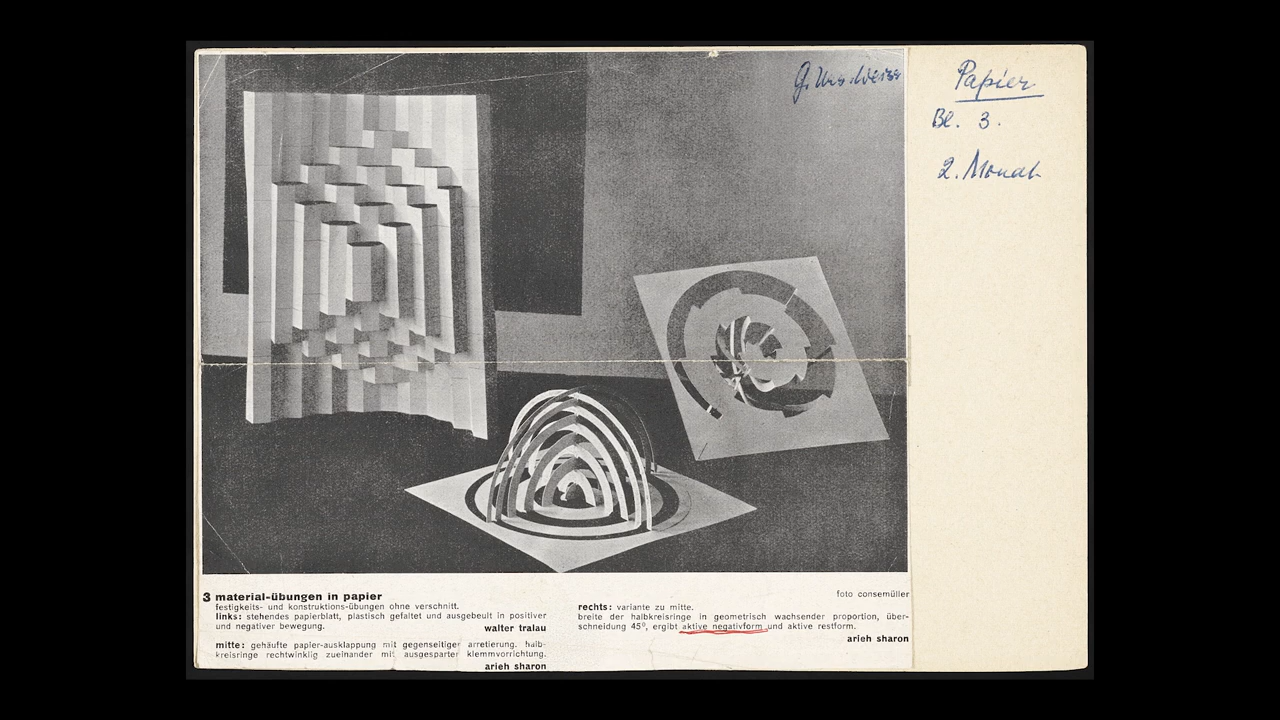 Papier
Bl. 3.
2. Monat
3 material-übungen in papier
festigkeits- und konstruktions-übungen ohne verschnitt.
links: stehendes papierblatt, plastisch gefaltet und ausgebeult in positiver
und negativer bewegung.
walter tralau
mitte: gehäufte papier-ausklappung mit gegenseitiger arretierung. halb-
kreisringe rechtwinklig zueinander mit ausgesparter klemmvorrichtung.
arieh sharon
foto consemüller
rechts: variante zu mitte.
breite der halbkreisringe in geometrisch wachsender proportion, über-
schneidung 45°, ergibt aktive negativform und aktive restform.
arieh sharon